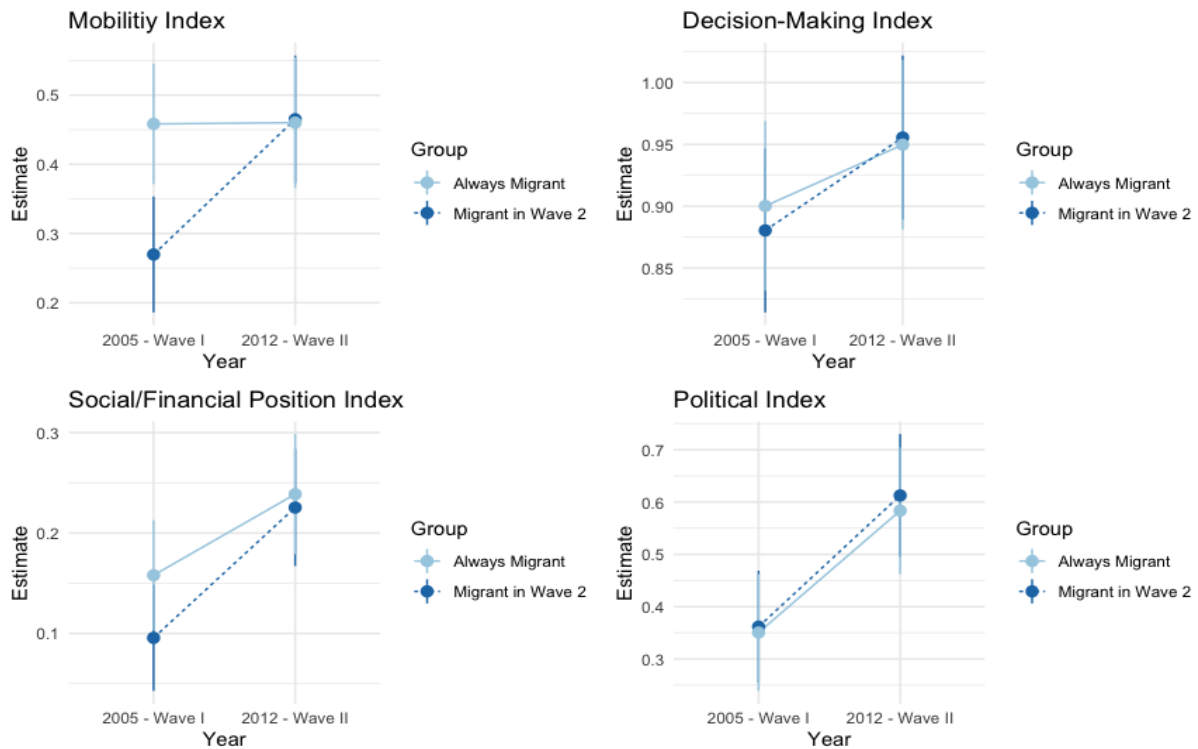 Mobilitiy Index
Estimate
0.5
0.4
0.3
0.2
2005 - Wave I 2012 - Wave II
Year
Group
Always Migrant
Migrant in Wave 2
Decision-Making Index
Estimate
1.00
0.95
0.90
0.85
2005 - Wave I 2012 - Wave II
Year
Group
Always Migrant
Migrant in Wave 2
Social/Financial Position Index
Estimate
0.3
0.2
0.1
2005 - Wave I 2012 - Wave II
Year
Group
Always Migrant
Migrant in Wave 2
Political Index
Estimate
0.7
0.6
0.5
0.4
0.3
2005 - Wave I 2012 - Wave II
Year
Group
Always Migrant
Migrant in Wave 2